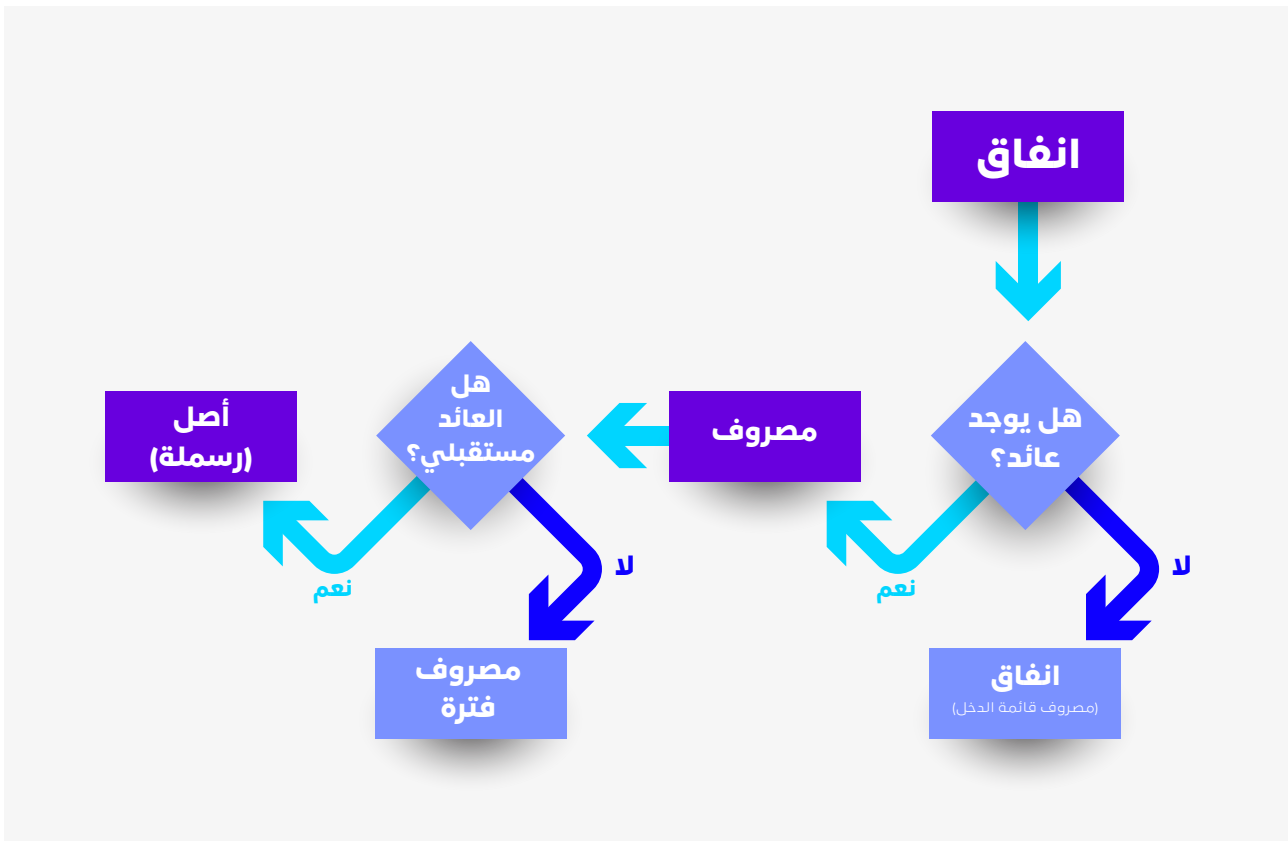 انفاق
هل يوجد
عائد؟
لا
نعم
انفاق
(مصروف قائمة الدخل)
مصروف
هل
العائد
مستقبلي؟
لا
نعم
مصروف
فترة
أصل
(رسملة)